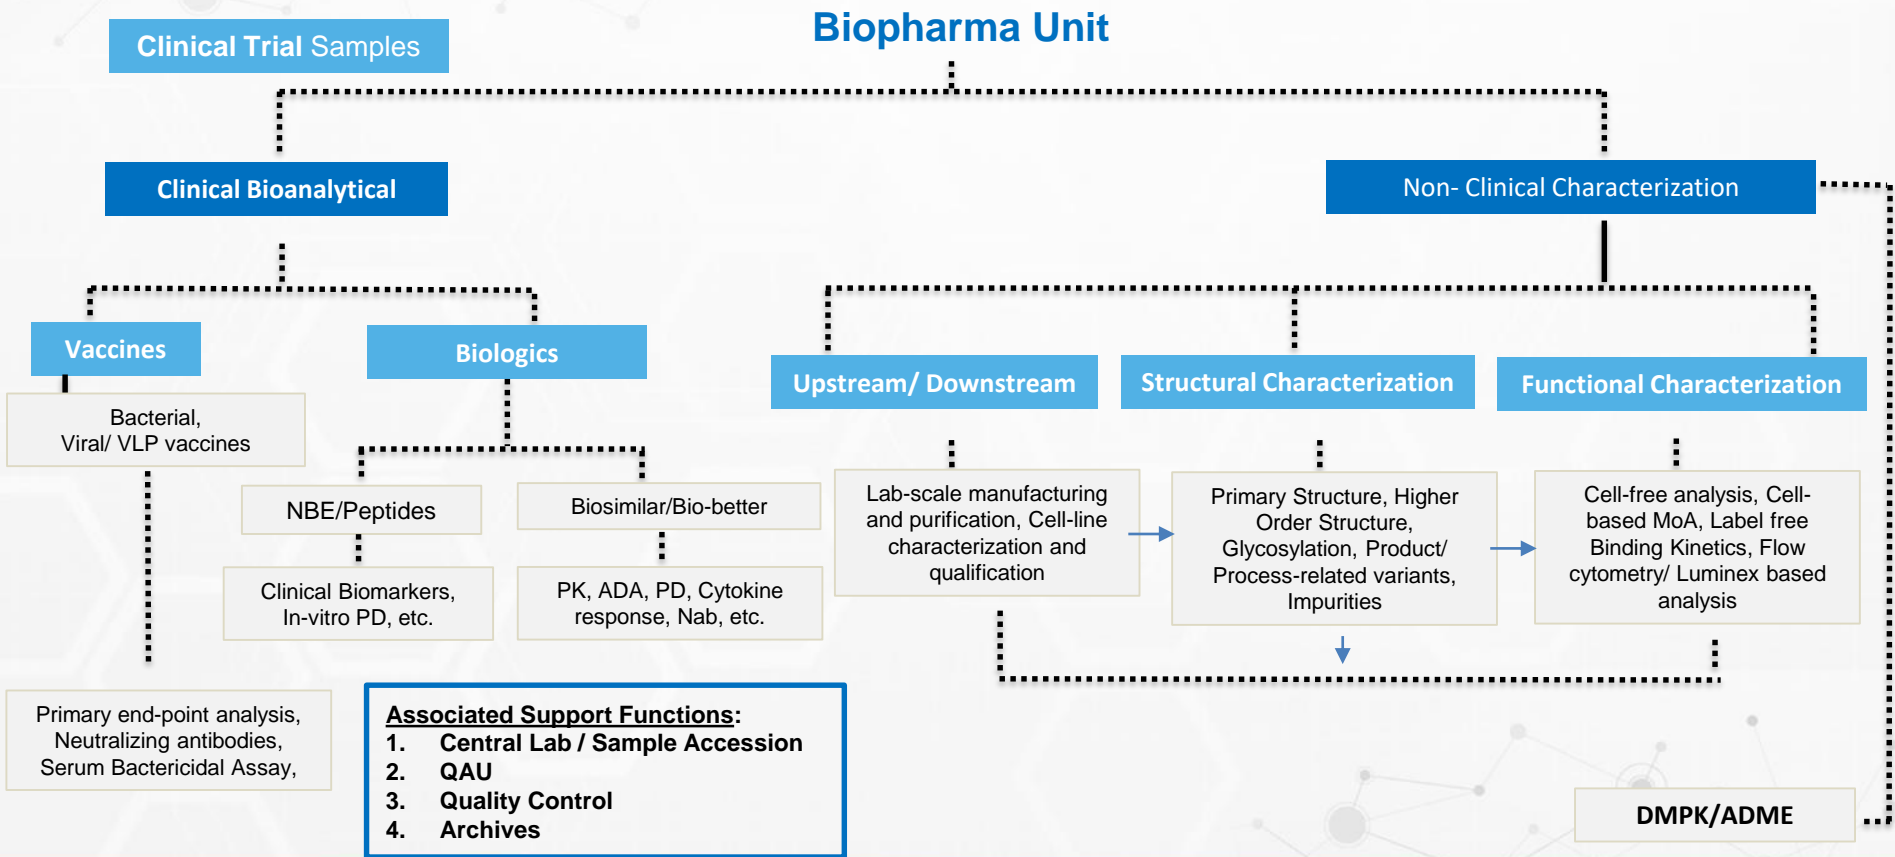 Biopharma Unit
Clinical Trial Samples
Clinical Bioanalytical
Non- Clinical Characterization
Vaccines
Biologics
Upstream/ Downstream
Structural Characterization
Functional Characterization
Bacterial,
Viral/ VLP vaccines
NBE/Peptides
Biosimilar/Bio-better
Lab-scale manufacturing
and purification, Cell-line
characterization and
qualification
Primary Structure, Higher
Order Structure,
Glycosylation, Product/
Process-related variants,
Impurities
Cell-free analysis, Cell-
based MoA, Label free
Binding Kinetics, Flow
cytometry/ Luminex based
analysis
Clinical Biomarkers,
In-vitro PD, etc.
PK, ADA, PD, Cytokine
response, Nab, etc.
Primary end-point analysis,
Neutralizing antibodies,
Serum Bactericidal Assay,
Associated Support Functions:
1. Central Lab / Sample Accession
2. QAU
3. Quality Control
4. Archives
DMPK/ADME